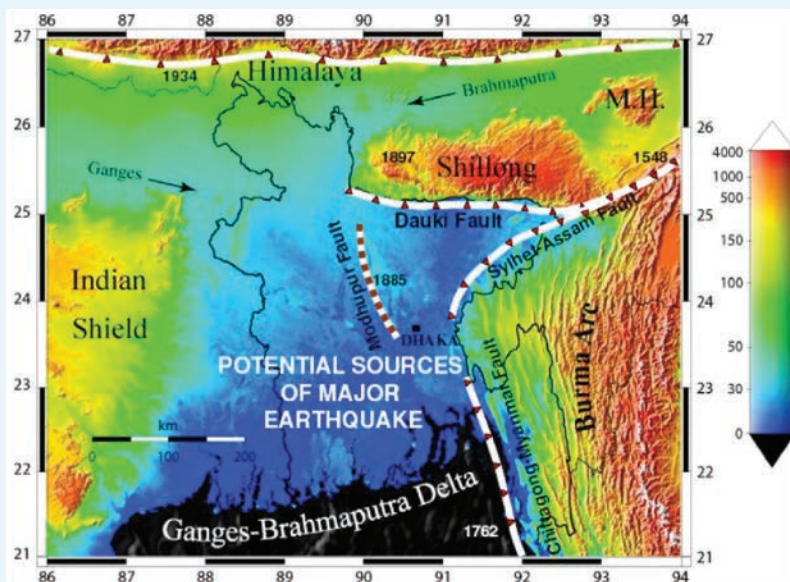 86 87 88 89 90 91 92 93 94
27 27
1934
Himalaya
Brahmaputra
M.H.
26 26
1897
Shillong
1548
Ganges
25 25
Dauki Fault
Sylhet-Assam Fault
Modhupur Fault
1885
Indian
Shield
24 24
DHAKA
POTENTIAL SOURCES
OF MAJOR
EARTHQUAKE
Burma Arc
23 23
km
0 100 200
Chittagong-Myanmar Fault
22 22
Ganges-Brahmaputra Delta
1762
21 21
86 87 88 89 90 91 92 93 94
4000
1000
500
150
100
50
30
0